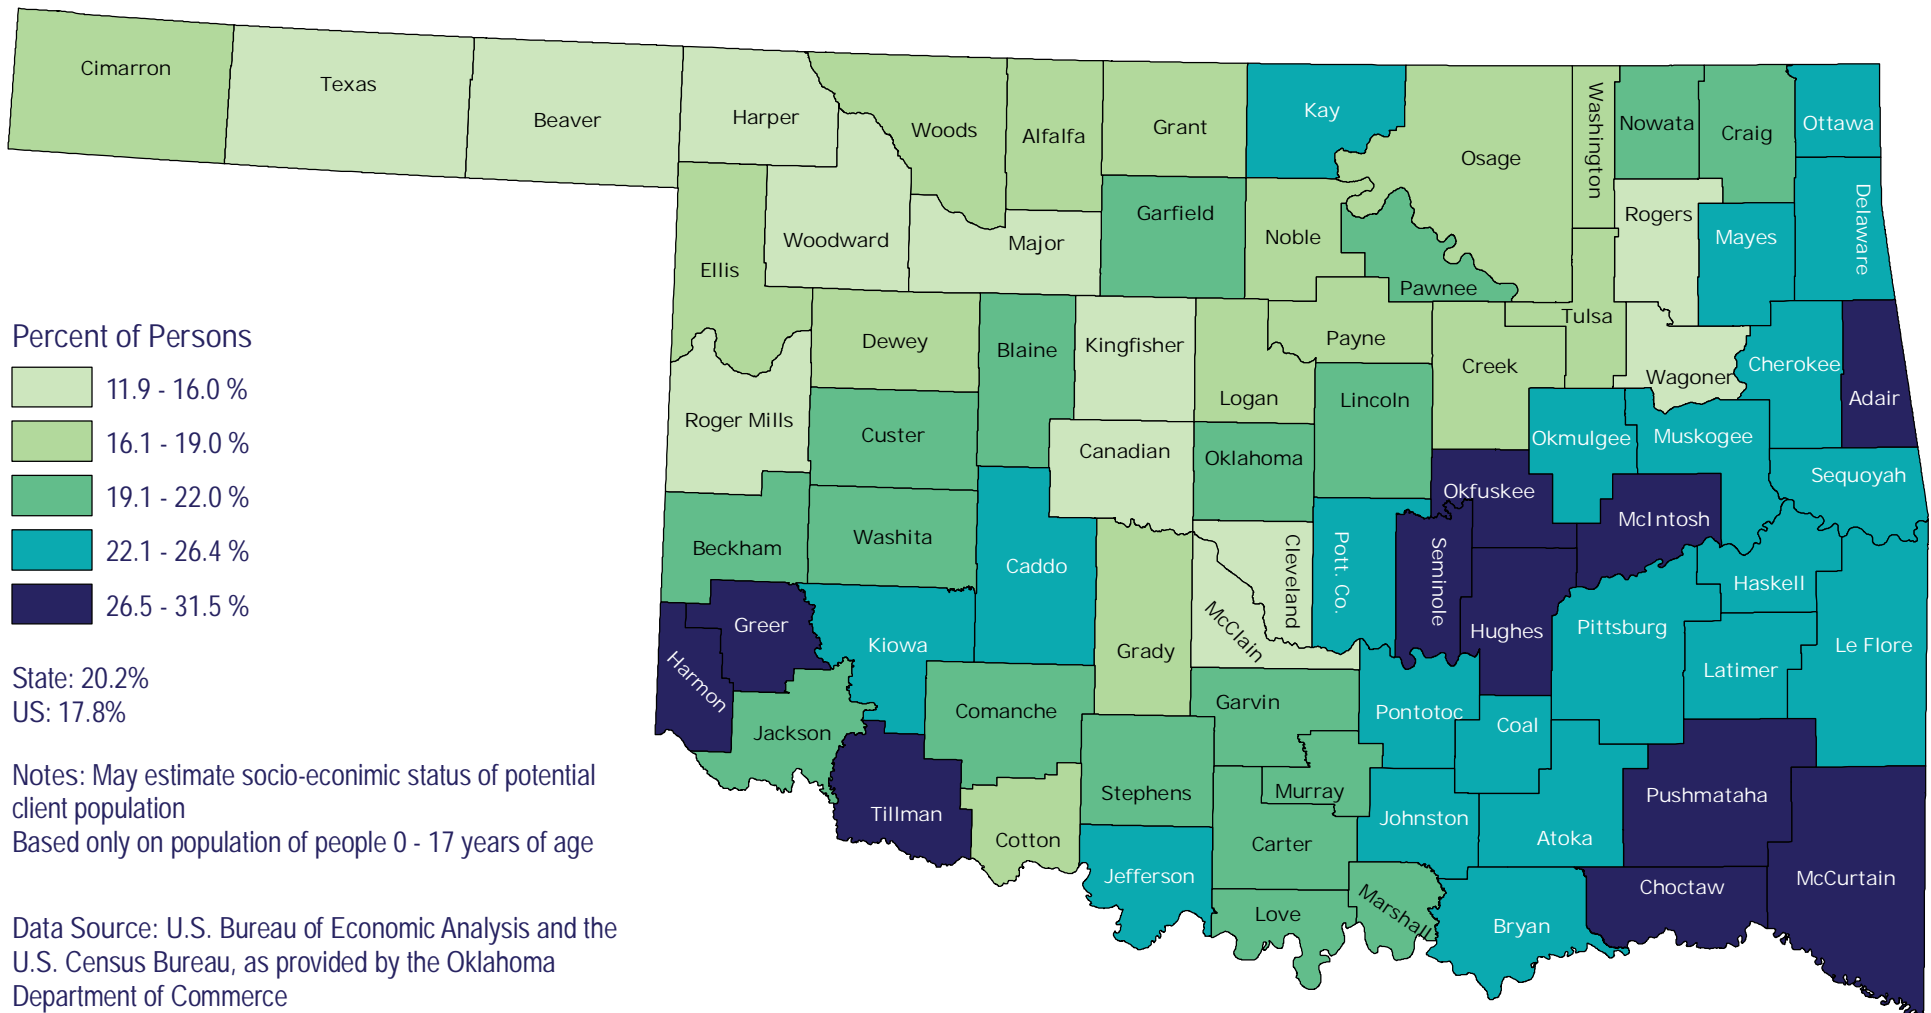 Cimarron
Texas
Beaver
Harper
Woods
Alfalfa
Grant
Kay
Osage
Washington
Nowata
Craig
Ottawa
Delaware
Ellis
Woodward
Major
Garfield
Noble
Pawnee
Rogers
Mayes
Tulsa
Dewey
Blaine
Kingfisher
Logan
Payne
Creek
Wagoner
Cherokee
Adair
Roger Mills
Custer
Canadian
Oklahoma
Lincoln
Okmulgee
Muskogee
Sequoyah
Okfuskee
McIntosh
Beckham
Washita
Caddo
Grady
Cleveland
McClain
Pott. Co.
Seminole
Hughes
Pittsburg
Haskell
Latimer
Le Flore
Harmon
Greer
Kiowa
Jackson
Comanche
Garvin
Pontotoc
Coal
Tillman
Cotton
Stephens
Murray
Johnston
Atoka
Pushmataha
McCurtain
Jefferson
Carter
Love
Marshall
Bryan
Choctaw
Percent of Persons
11.9 - 16.0 %
16.1 - 19.0 %
19.1 - 22.0 %
22.1 - 26.4 %
26.5 - 31.5 %
State: 20.2%
US: 17.8%
Notes: May estimate socio-econimic status of potential
client population
Based only on population of people 0 - 17 years of age
Data Source: U.S. Bureau of Economic Analysis and the
U.S. Census Bureau, as provided by the Oklahoma
Department of Commerce